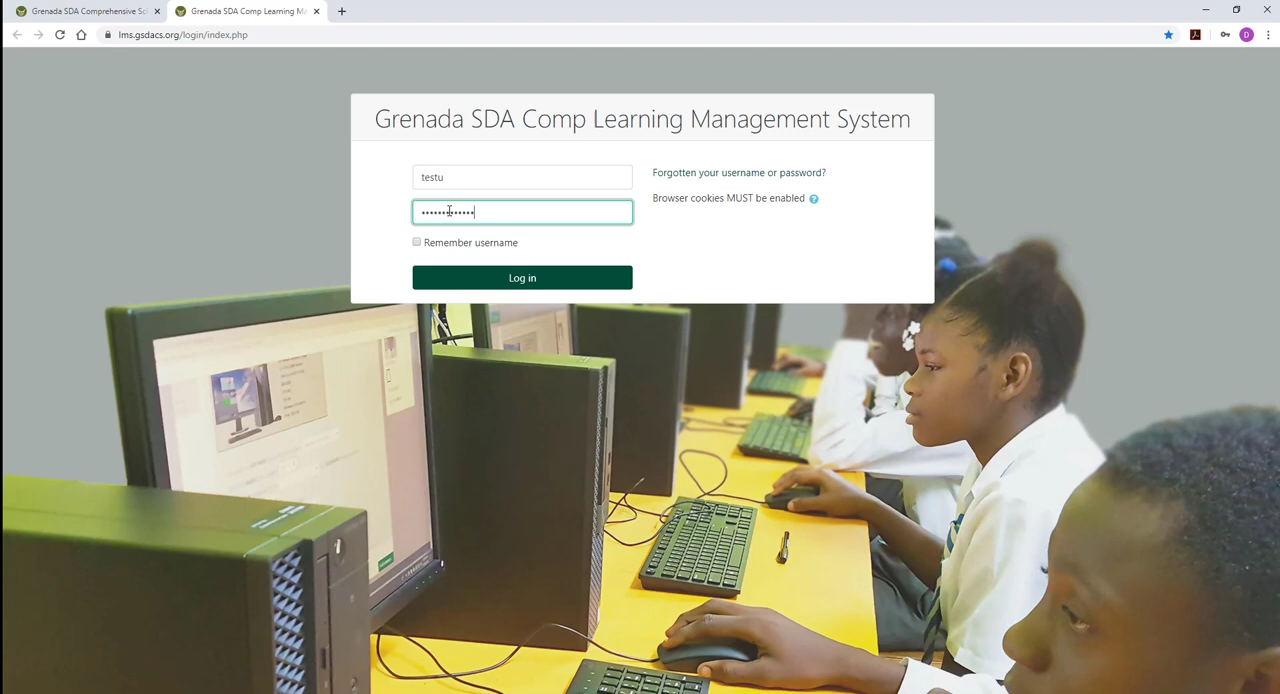 Grenada SDA Comprehensive Sc
Grenada SDA Comp Learning Ma
lms.gsdacs.org/login/index.php
D
Grenada SDA Comp Learning Management System
testu
Forgotten your username or password?
•••••••••••••
Browser cookies MUST be enabled
Remember username
Log in